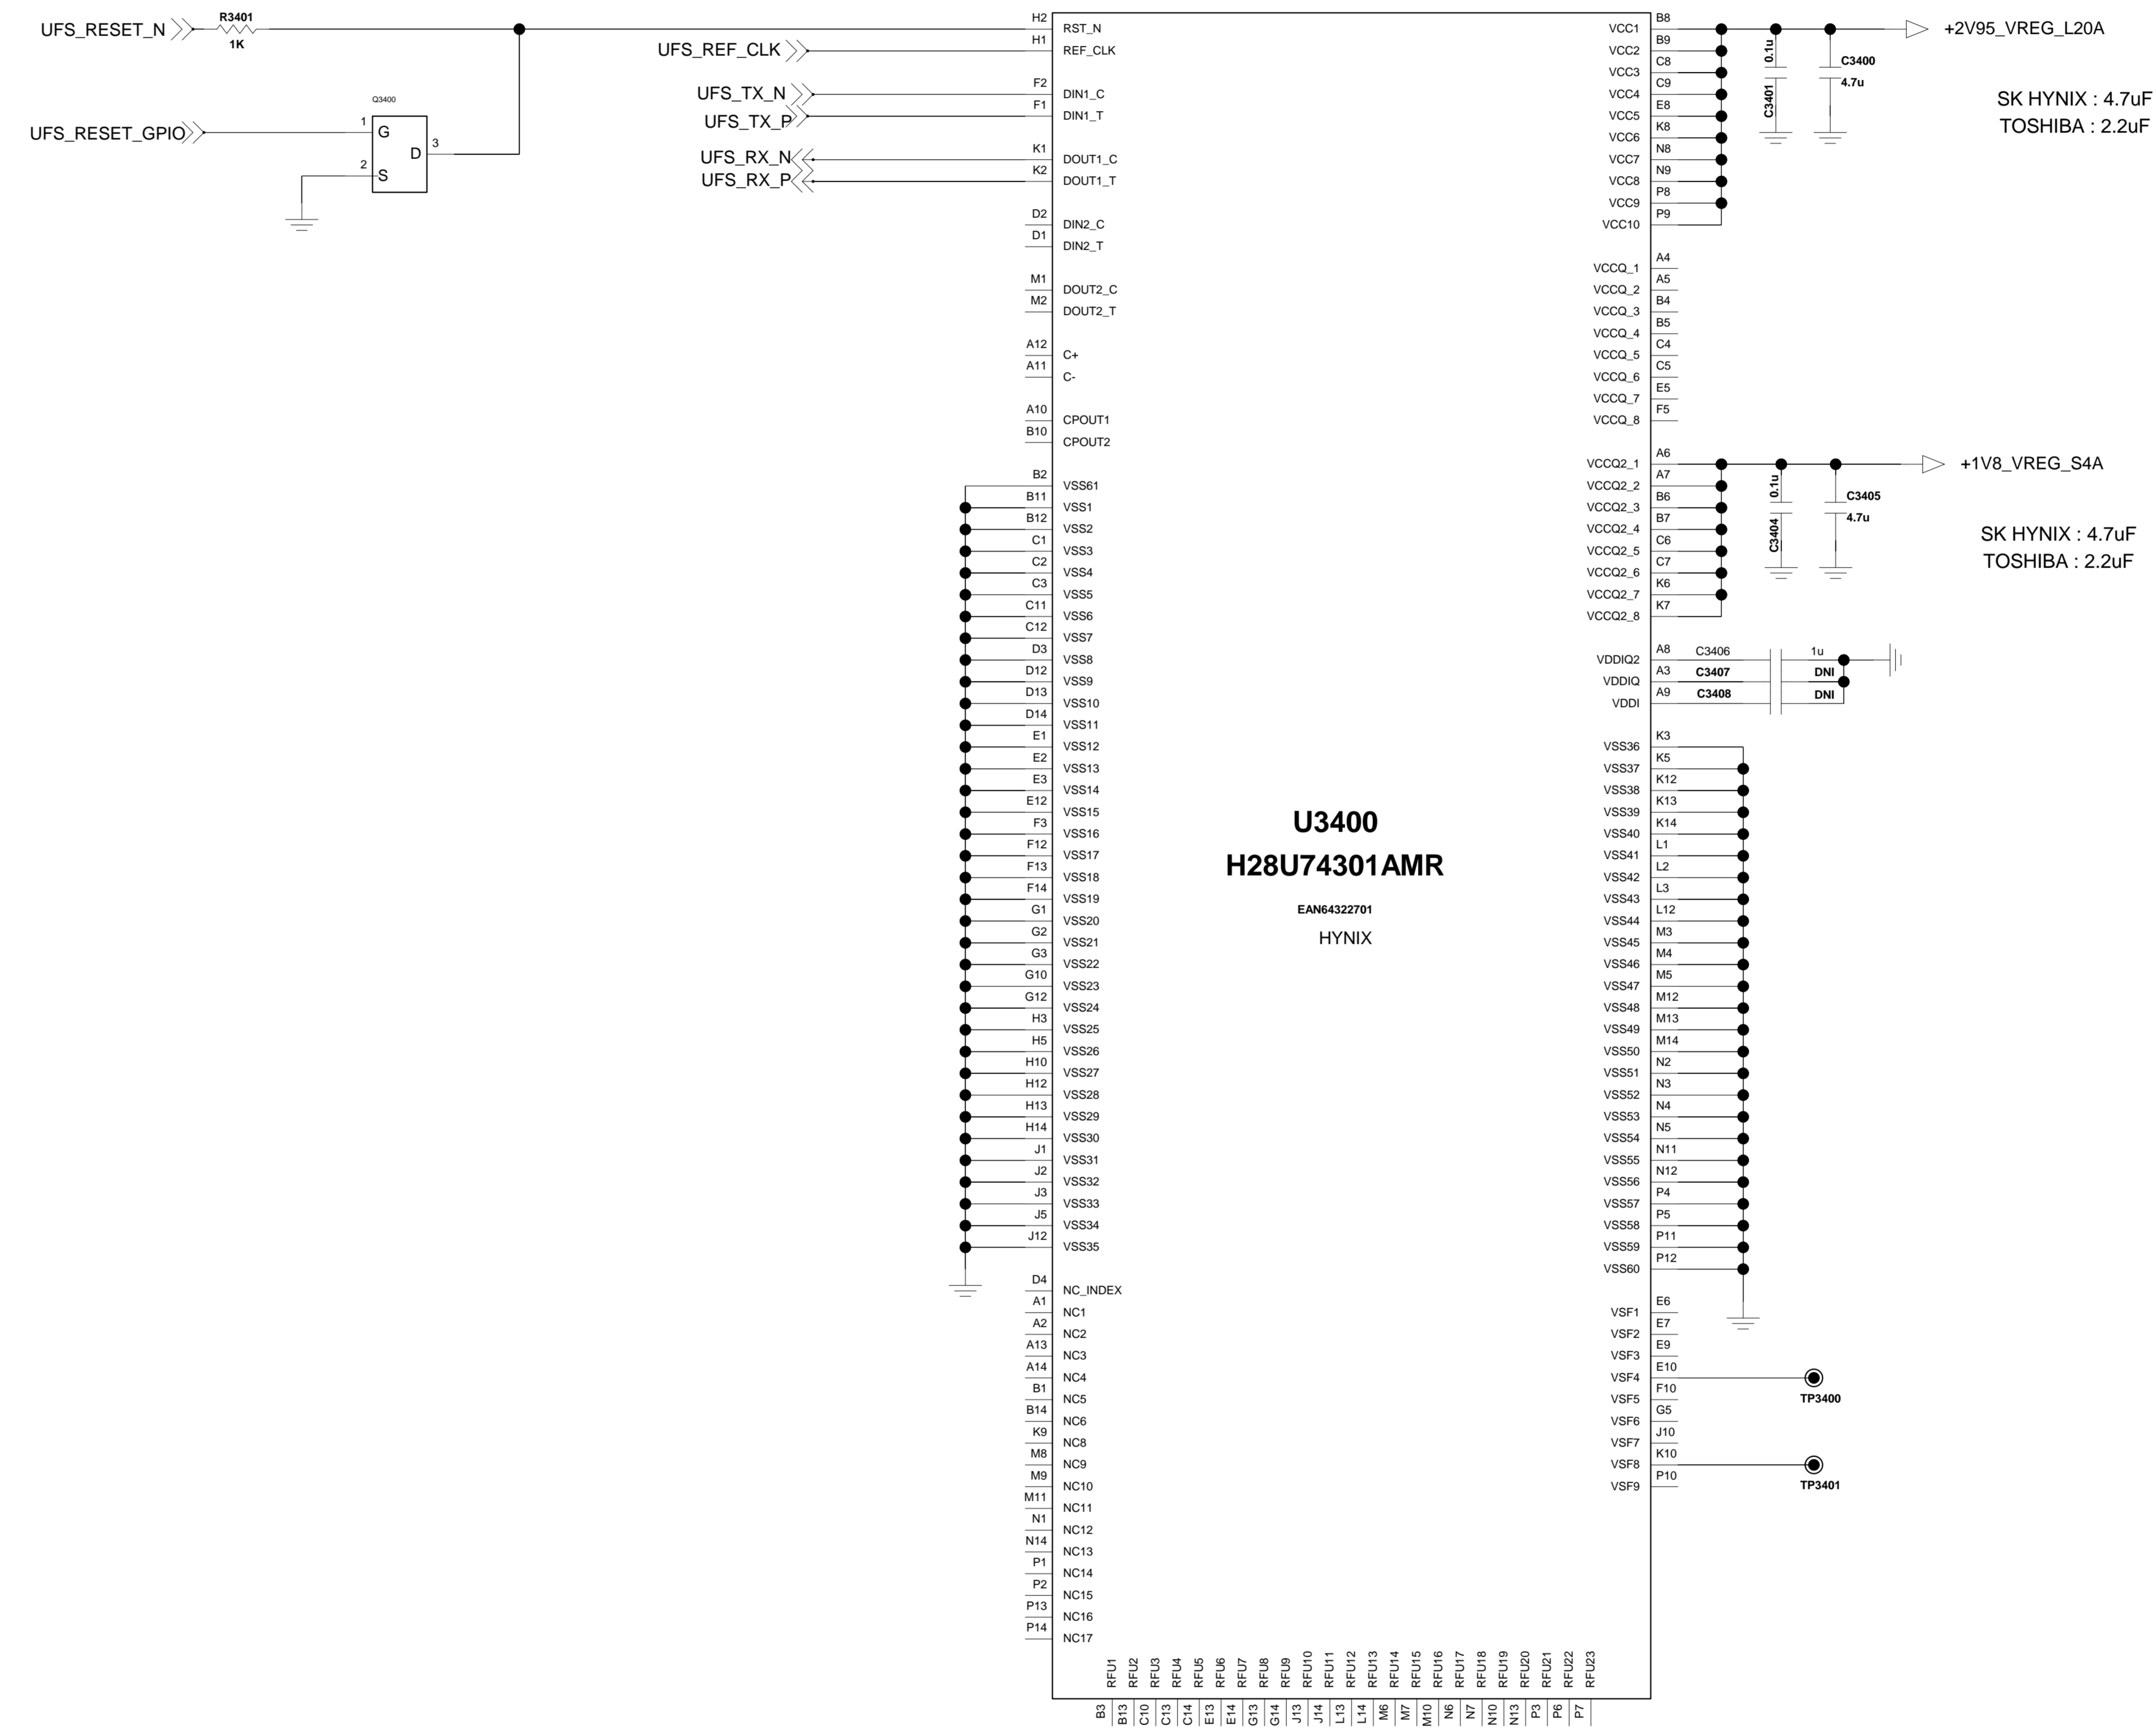 UFS_RESET_N
R3401
1K
UFS_REF_CLK
UFS_TX_N
UFS_TX_P
UFS_RX_N
UFS_RX_P
Q3400
UFS_RESET_GPIO
1
G
2
S
D
3
H2 RST_N
H1 REF_CLK
F2 DIN1_C
F1 DIN1_T
K1 DOUT1_C
K2 DOUT1_T
D2 DIN2_C
D1 DIN2_T
M1 DOUT2_C
M2 DOUT2_T
A12 C+
A11 C-
A10 CPOUT1
B10 CPOUT2
B2 VSS61
B11 VSS1
B12 VSS2
C1 VSS3
C2 VSS4
C3 VSS5
C11 VSS6
C12 VSS7
D3 VSS8
D12 VSS9
D13 VSS10
D14 VSS11
E1 VSS12
E2 VSS13
E3 VSS14
E12 VSS15
F3 VSS16
F12 VSS17
F13 VSS18
F14 VSS19
G1 VSS20
G2 VSS21
G3 VSS22
G10 VSS23
G12 VSS24
H3 VSS25
H5 VSS26
H10 VSS27
H12 VSS28
H13 VSS29
H14 VSS30
J1 VSS31
J2 VSS32
J3 VSS33
J5 VSS34
J12 VSS35
D4 NC_INDEX
A1 NC1
A2 NC2
A13 NC3
A14 NC4
B1 NC5
B14 NC6
K9 NC8
M8 NC9
M9 NC10
M11 NC11
N1 NC12
N14 NC13
P1 NC14
P2 NC15
P13 NC16
P14 NC17
U3400
H28U74301AMR
EAN64322701
HYNIX
VCC1 B8
VCC2 B9
VCC3 C8
VCC4 C9
VCC5 E8
VCC6 K8
VCC7 N8
VCC8 N9
VCC9 P8
VCC10 P9
+2V95_VREG_L20A
0.1u
C3401
C3400
4.7u
SK HYNIX : 4.7uF
TOSHIBA : 2.2uF
VCCQ_1 A4
VCCQ_2 A5
VCCQ_3 B4
VCCQ_4 B5
VCCQ_5 C4
VCCQ_6 C5
VCCQ_7 E5
VCCQ_8 F5
VCCQ2_1 A6
VCCQ2_2 A7
VCCQ2_3 B6
VCCQ2_4 B7
VCCQ2_5 C6
VCCQ2_6 C7
VCCQ2_7 K6
VCCQ2_8 K7
+1V8_VREG_S4A
0.1u
C3404
C3405
4.7u
SK HYNIX : 4.7uF
TOSHIBA : 2.2uF
VDDIQ2 A8 C3406 1u
VDDIQ A3 C3407 DNI
VDDI A9 C3408 DNI
VSS36 K3
VSS37 K5
VSS38 K12
VSS39 K13
VSS40 K14
VSS41 L1
VSS42 L2
VSS43 L3
VSS44 L12
VSS45 M3
VSS46 M4
VSS47 M5
VSS48 M12
VSS49 M13
VSS50 M14
VSS51 N2
VSS52 N3
VSS53 N4
VSS54 N5
VSS55 N11
VSS56 N12
VSS57 P4
VSS58 P5
VSS59 P11
VSS60 P12
VSF1 E6
VSF2 E7
VSF3 E9
VSF4 E10
VSF5 F10
VSF6 G5
VSF7 J10
VSF8 K10
VSF9 P10
TP3400
TP3401
RFU1 RFU2 RFU3 RFU4 RFU5 RFU6 RFU7 RFU8 RFU9 RFU10 RFU11 RFU12 RFU13 RFU14 RFU15 RFU16 RFU17 RFU18 RFU19 RFU20 RFU21 RFU22 RFU23
B3 B13 C10 C13 C14 E13 E14 G13 G14 J13 J14 L13 L14 M6 M7 M10 N6 N7 N10 N13 P3 P6 P7